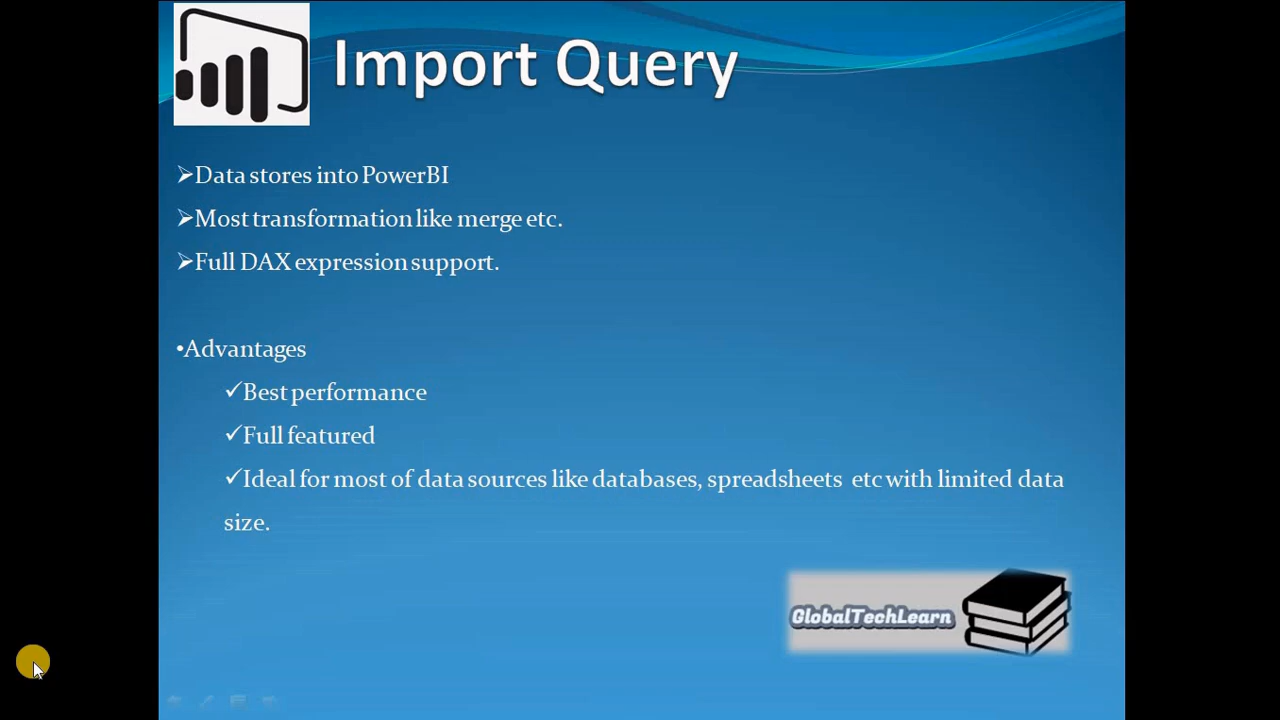 Import Query
➢Data stores into PowerBI
➢Most transformation like merge etc.
➢Full DAX expression support.
•Advantages
✓Best performance
✓Full featured
✓Ideal for most of data sources like databases, spreadsheets etc with limited data
size.
GlobalTechLearn